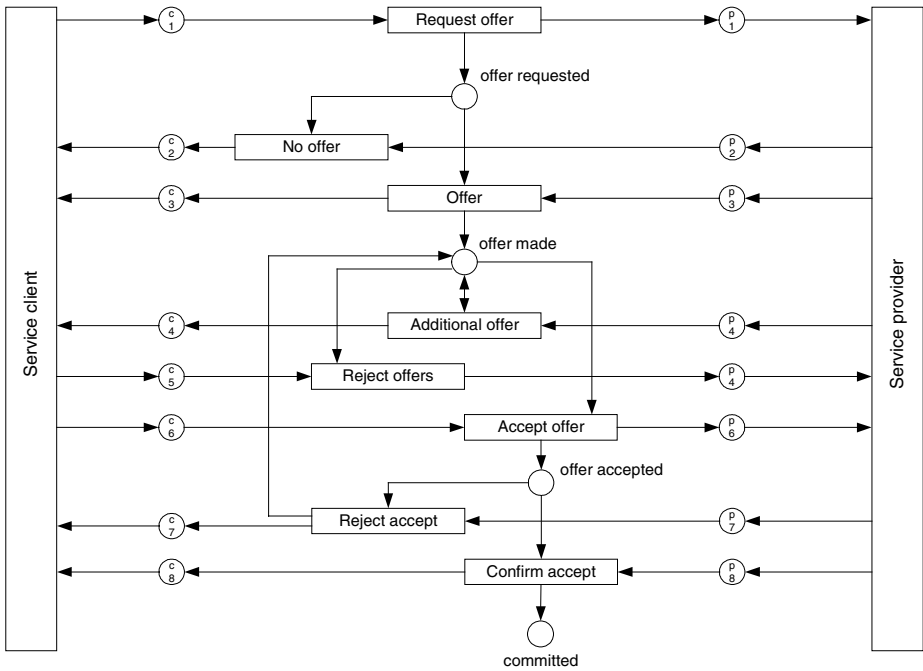 Service client
Service provider
c
1
Request offer
p
1
offer requested
c
2
No offer
p
2
c
3
Offer
p
3
offer made
c
4
Additional offer
p
4
c
5
Reject offers
p
4
c
6
Accept offer
p
6
offer accepted
c
7
Reject accept
p
7
c
8
Confirm accept
p
8
committed